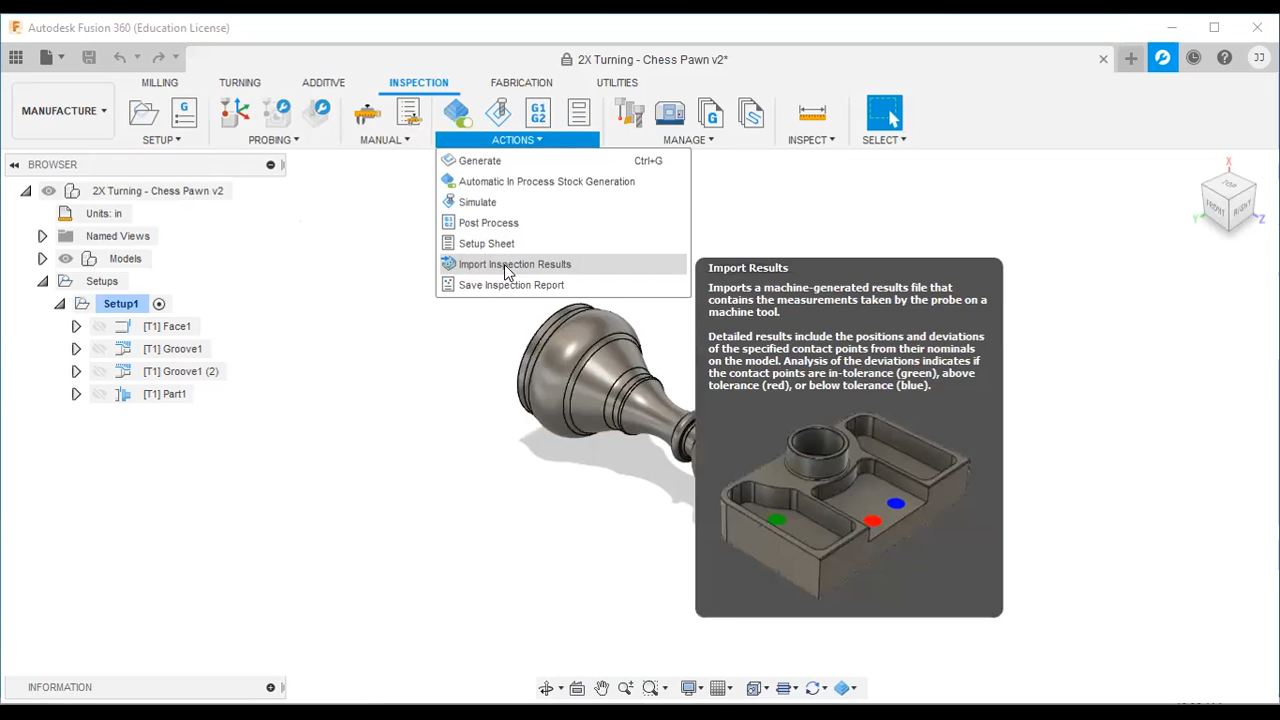 Autodesk Fusion 360 (Education License)
2X Turning - Chess Pawn v2*
JJ
MILLING TURNING ADDITIVE INSPECTION FABRICATION UTILITIES
MANUFACTURE
G
G1
G2
G
SETUP PROBING MANUAL ACTIONS MANAGE INSPECT SELECT
BROWSER
2X Turning - Chess Pawn v2
Units: in
Named Views
Models
Setups
Setup1
[T1] Face1
[T1] Groove1
[T1] Groove1 (2)
[T1] Part1
Generate Ctrl+G
Automatic In Process Stock Generation
Simulate
Post Process
Setup Sheet
Import Inspection Results
Save Inspection Report
Import Results
Imports a machine-generated results file that
contains the measurements taken by the probe on a
machine tool.
Detailed results include the positions and deviations
of the specified contact points from their nominals
on the model. Analysis of the deviations indicates if
the contact points are in-tolerance (green), above
tolerance (red), or below tolerance (blue).
X
TOP
FRONT
RIGHT
Y
Z
INFORMATION